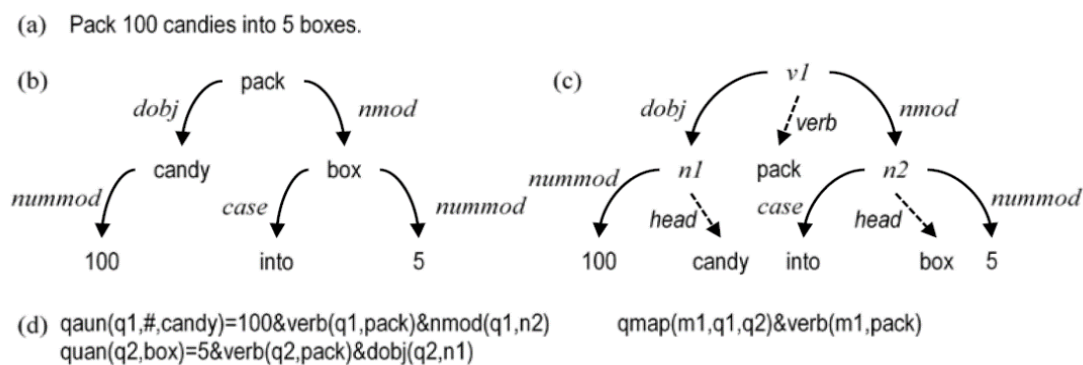 (a) Pack 100 candies into 5 boxes.
(b) pack (c) v1
dobj nmod dobj verb nmod
candy box nummod n1 pack n2
nummod case nummod head case head nummod
100 into 5 100 candy into box 5
(d) qaun(q1,#,candy)=100&verb(q1,pack)&nmod(q1,n2) qmap(m1,q1,q2)&verb(m1,pack)
quan(q2,box)=5&verb(q2,pack)&dobj(q2,n1)